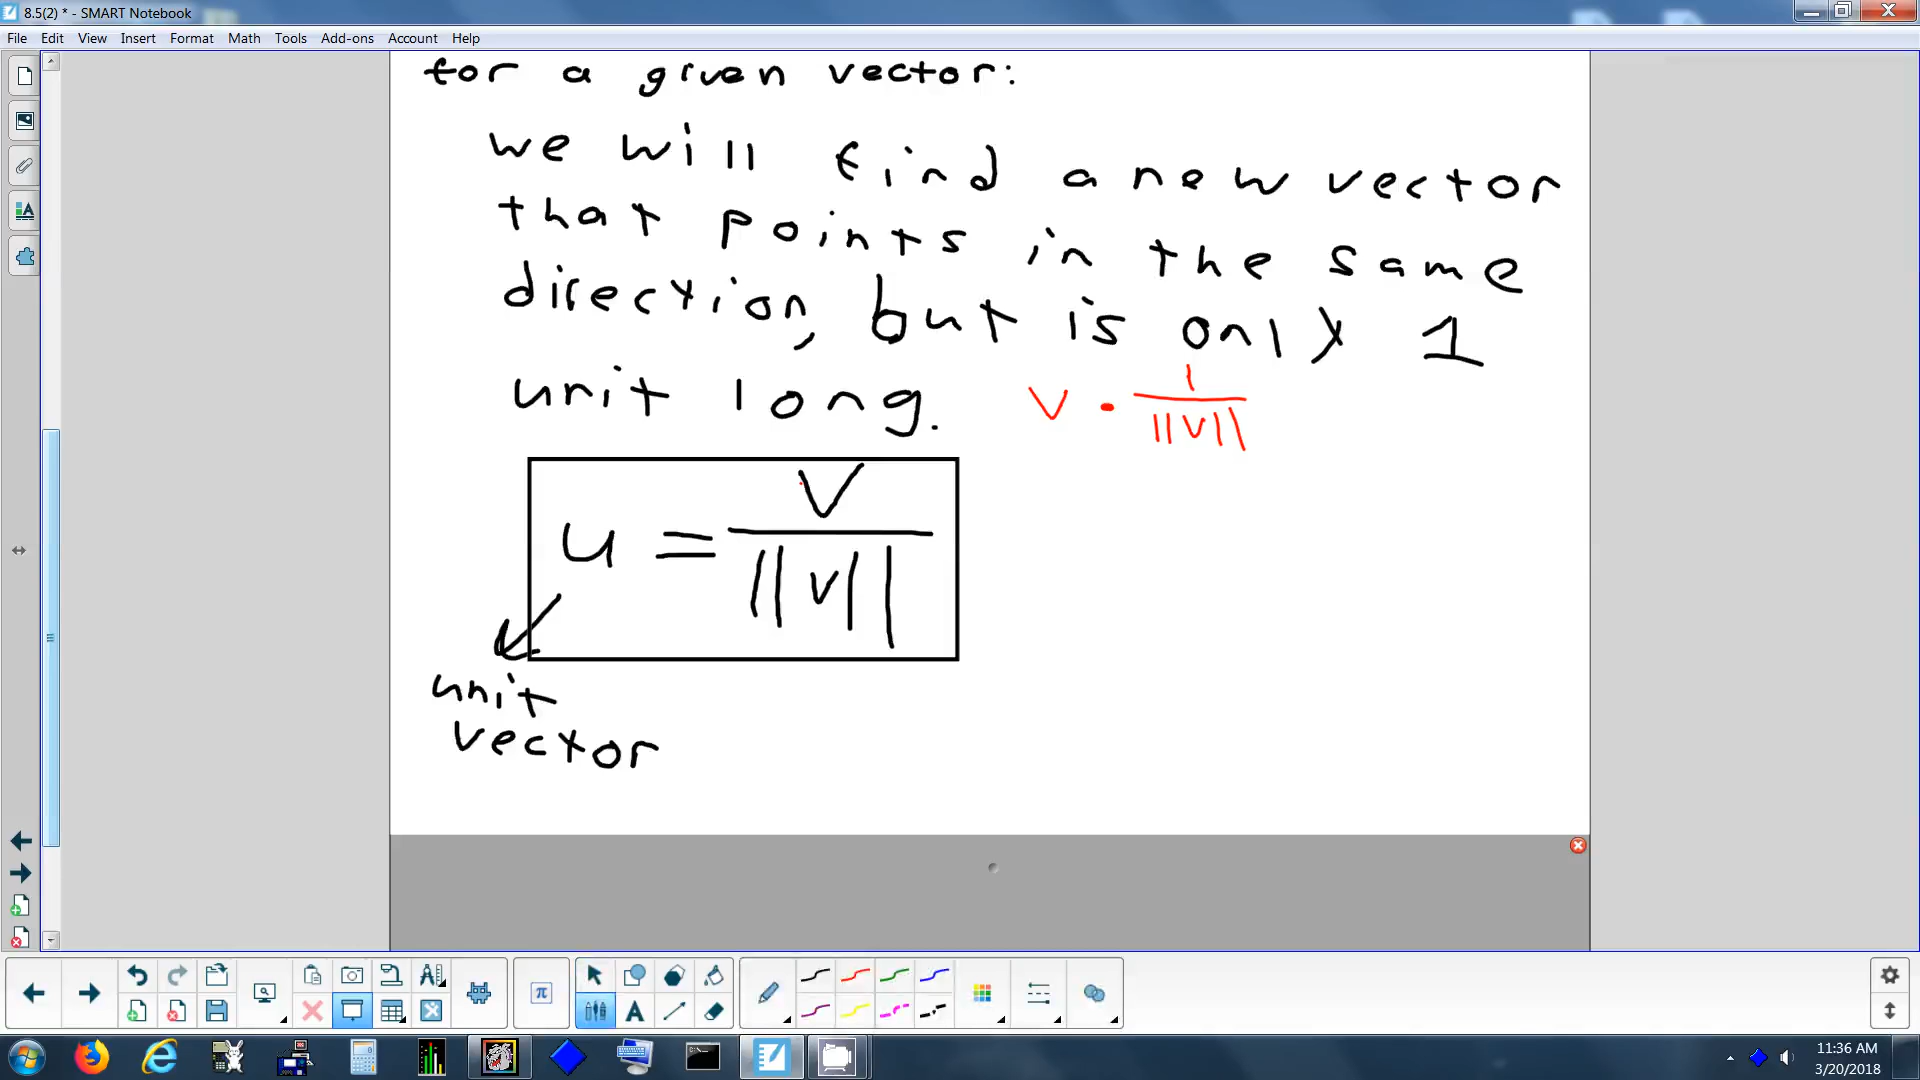 8.5(2) * - SMART Notebook
File Edit View Insert Format Math Tools Add-ons Account Help
for a given vector:
we will find a new vector
that points in the same
direction, but is only 1
unit long.
v · 1/||v||
u = v/||v||
unit
vector
π
A
11:36 AM
3/20/2018